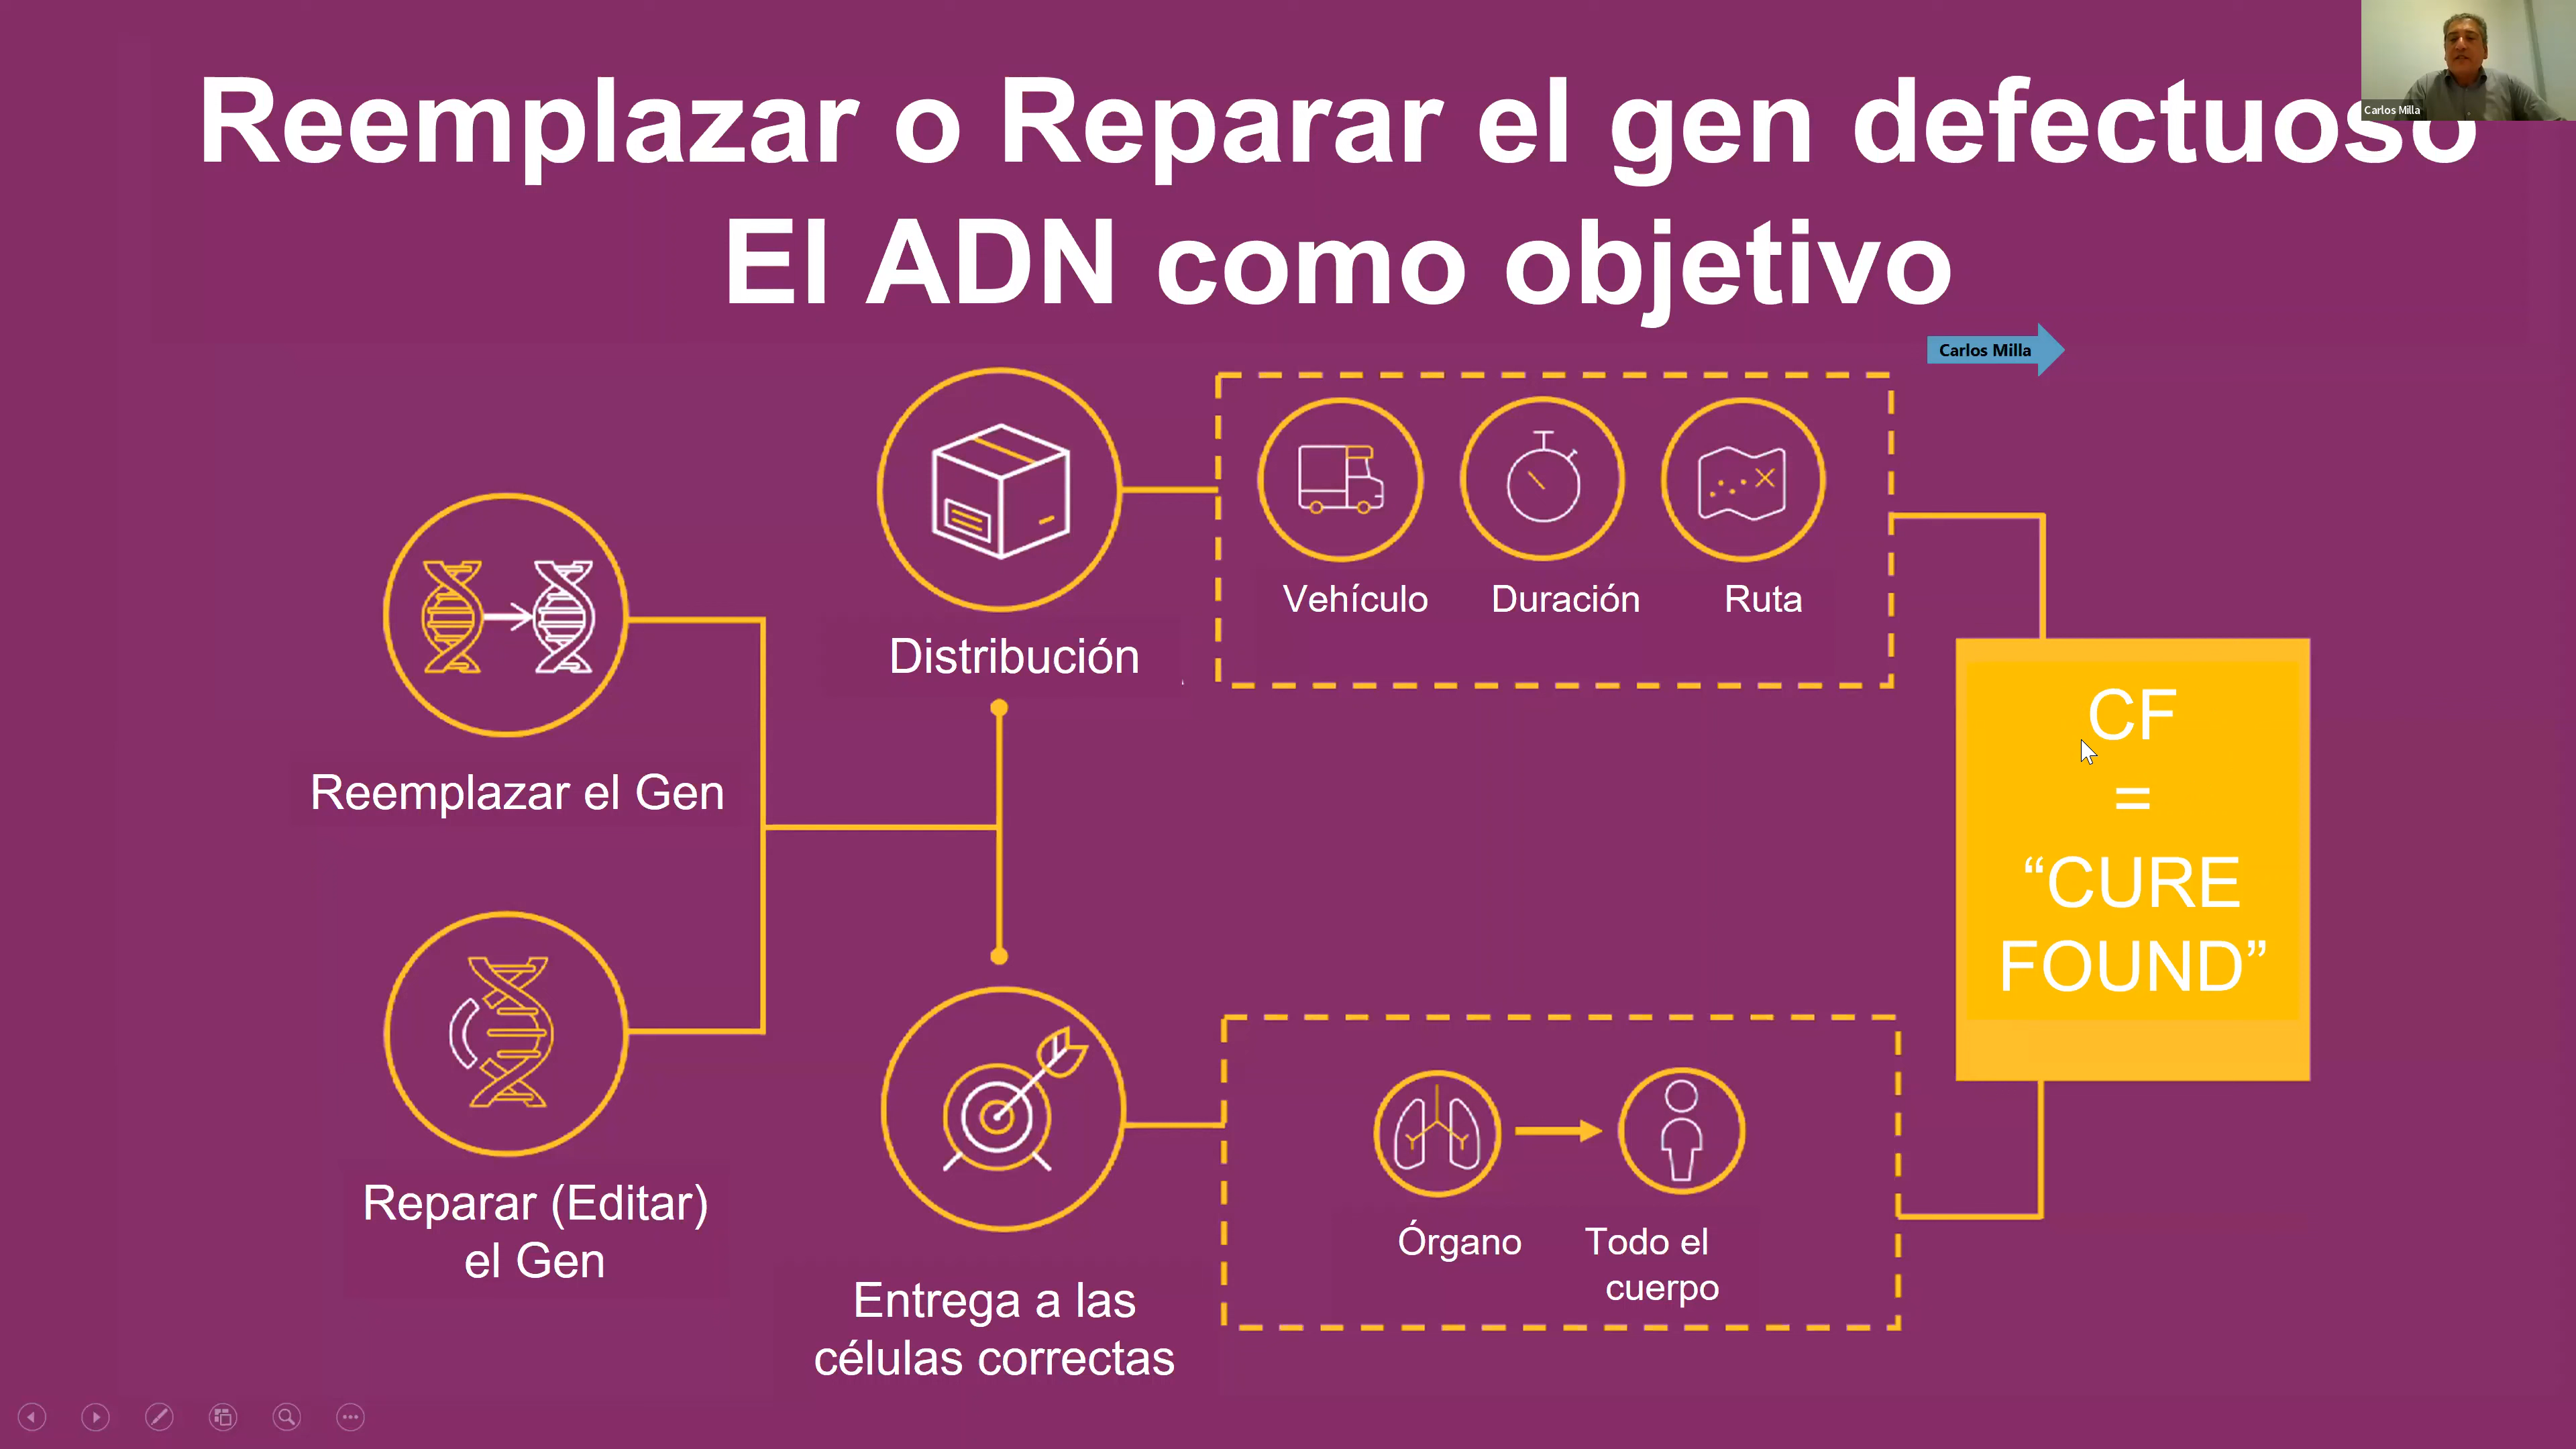 Reemplazar o Reparar el gen defectuoso
El ADN como objetivo
Carlos Milla
Carlos Milla
Vehículo
Duración
Ruta
Distribución
Reemplazar el Gen
CF
=
“CURE
FOUND”
Reparar (Editar)
el Gen
Entrega a las
células correctas
Órgano
Todo el
cuerpo